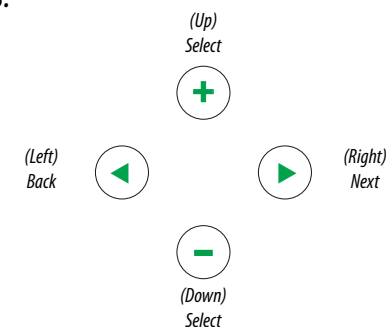 (Up)
Select
+
(Left)
Back
(Right)
Next
−
(Down)
Select